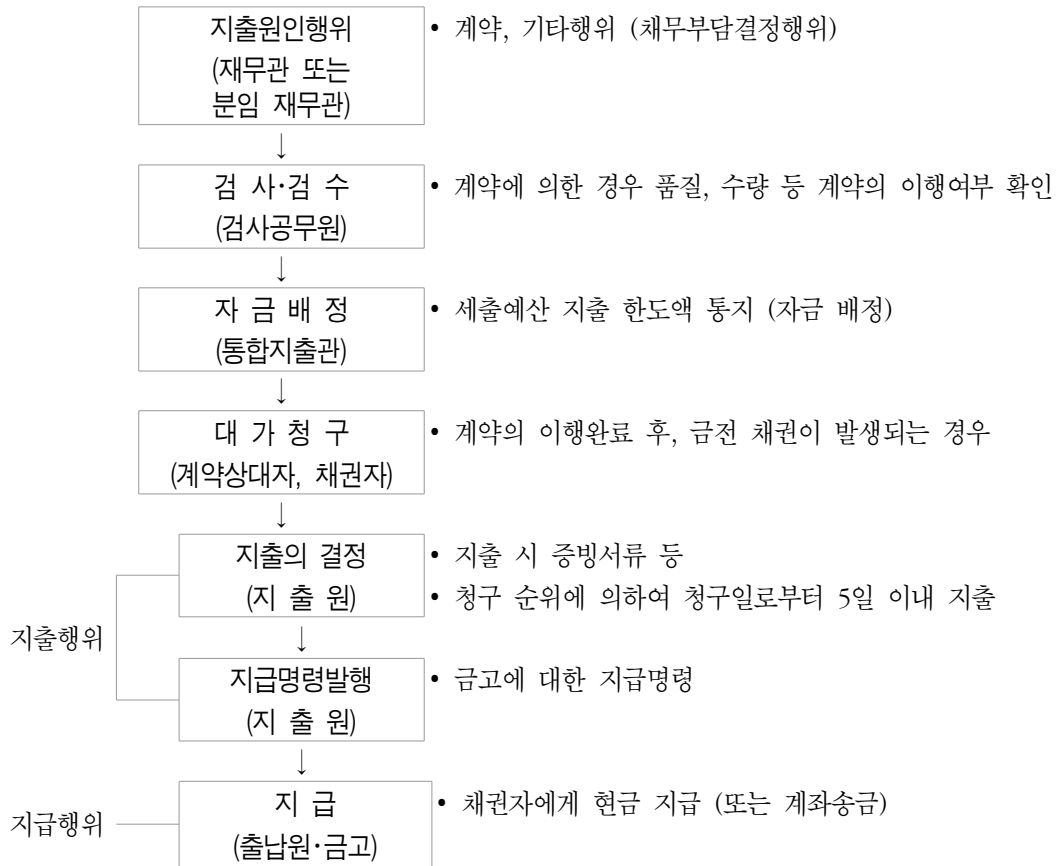 지출원인행위
(재무관 또는
분임 재무관)
• 계약, 기타행위 (채무부담결정행위)
↓
검 사·검 수
(검사공무원)
• 계약에 의한 경우 품질, 수량 등 계약의 이행여부 확인
↓
자 금 배 정
(통합지출관)
• 세출예산 지출 한도액 통지 (자금 배정)
↓
대 가 청 구
(계약상대자, 채권자)
• 계약의 이행완료 후, 금전 채권이 발생되는 경우
↓
지출행위
지출의 결정
(지 출 원)
• 지출 시 증빙서류 등
• 청구 순위에 의하여 청구일로부터 5일 이내 지출
↓
지급명령발행
(지 출 원)
• 금고에 대한 지급명령
↓
지급행위
지 급
(출납원·금고)
• 채권자에게 현금 지급 (또는 계좌송금)